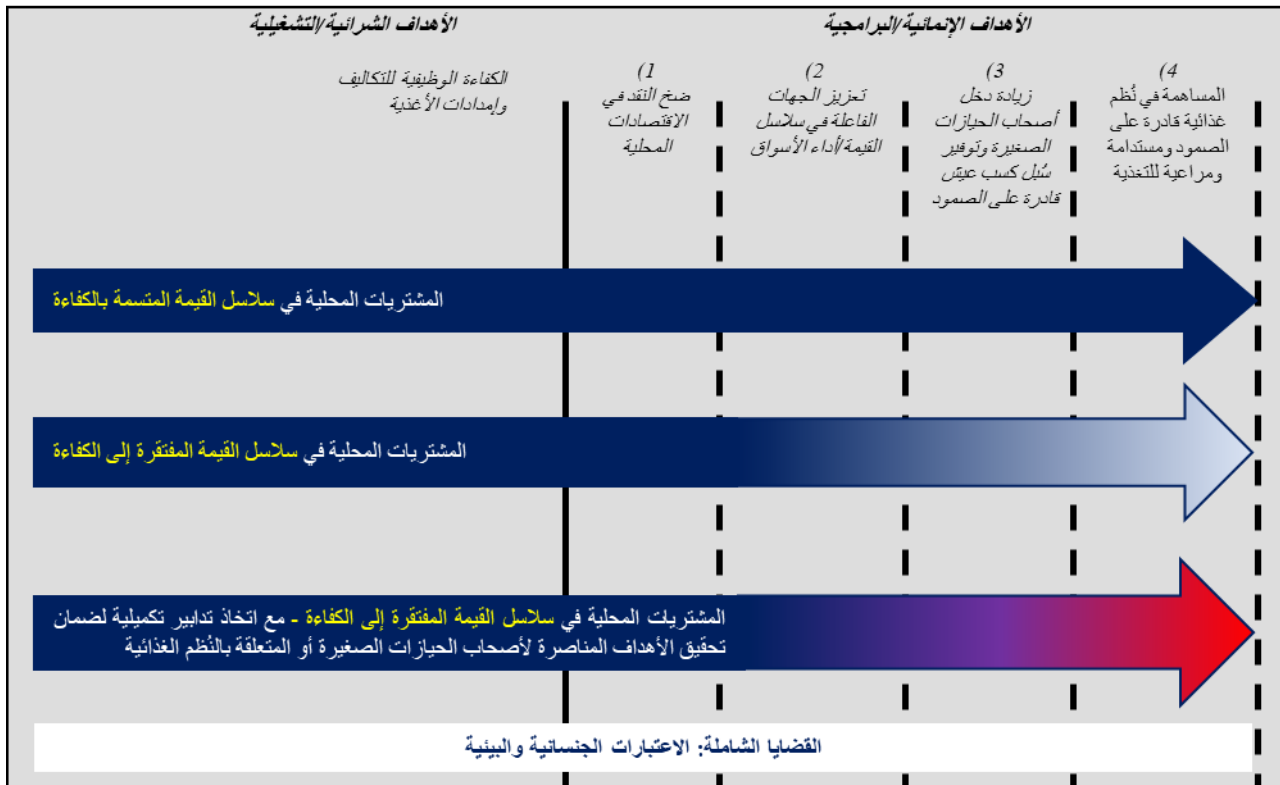 الأهداف الشرائية/التشغيلية
الأهداف الإنمائية/البرامجية
الكفاءة الوظيفية للتكاليف
وإمدادات الأغذية
(1
ضخ النقد في
الاقتصادات
المحلية
(2
تعزيز الجهات
الفاعلة في سلاسل
القيمة/أداء الأسواق
(3
زيادة دخل
أصحاب الحيازات
الصغيرة وتوفير
سُبل كسب عيش
قادرة على الصمود
(4
المساهمة في نُظم
غذائية قادرة على
الصمود ومستدامة
ومراعية للتغذية
المشتريات المحلية في سلاسل القيمة المتسمة بالكفاءة
المشتريات المحلية في سلاسل القيمة المفتقرة إلى الكفاءة
المشتريات المحلية في سلاسل القيمة المفتقرة إلى الكفاءة - مع اتخاذ تدابير تكميلية لضمان
تحقيق الأهداف المناصرة لأصحاب الحيازات الصغيرة أو المتعلقة بالنُظم الغذائية
القضايا الشاملة: الاعتبارات الجنسانية والبيئية